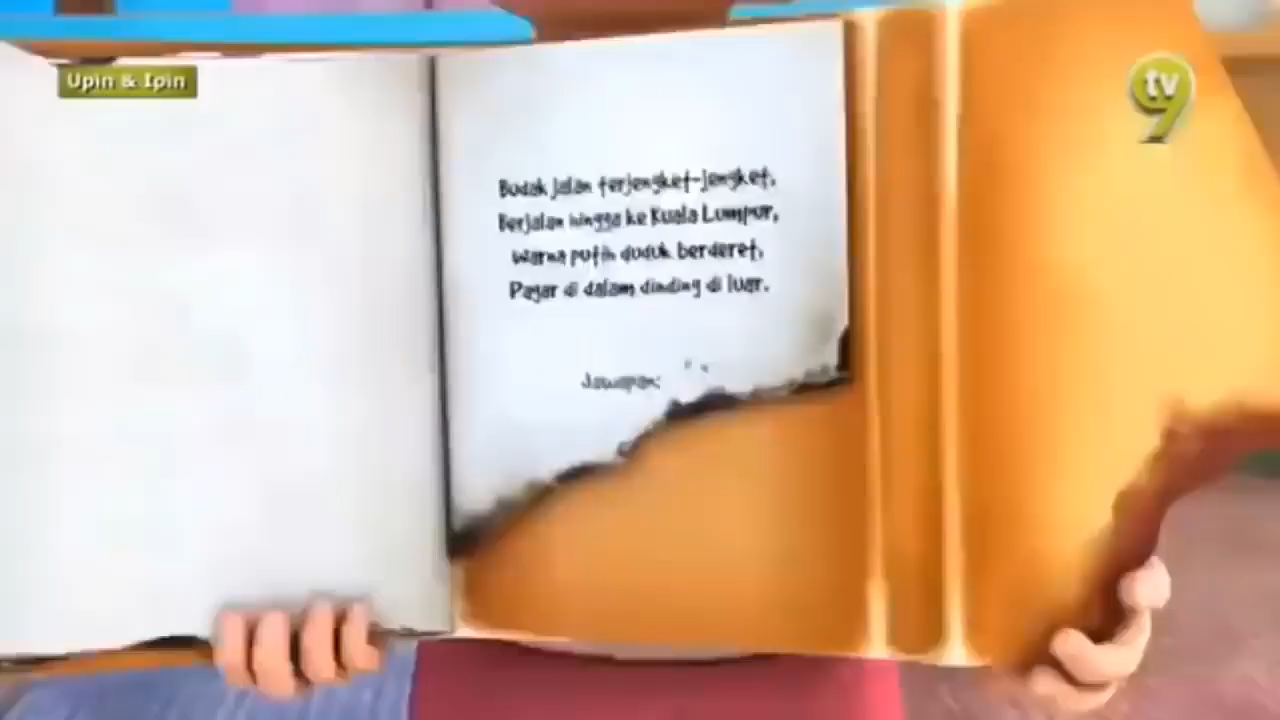 Upin & Ipin
tv9
Budak jalan terjengket-jengket,
Berjalan hingga ke Kuala Lumpur,
Warna putih duduk berderet,
Pagar di dalam dinding di luar.
Jawapan: